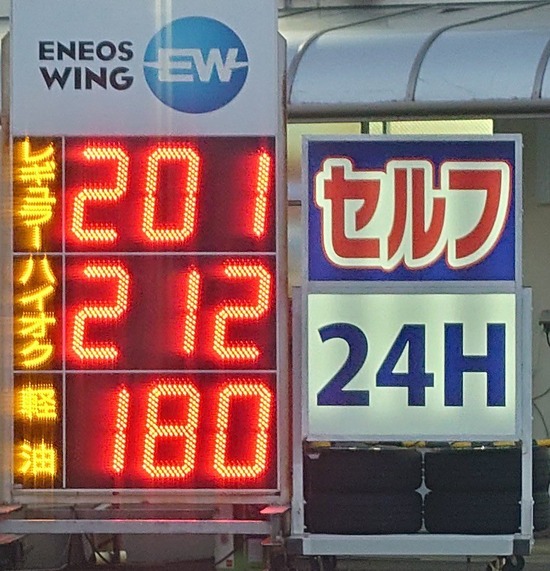 ENEOS
WING
EW
レギュラー 201
ハイオク 212
軽油 180
セルフ
24H